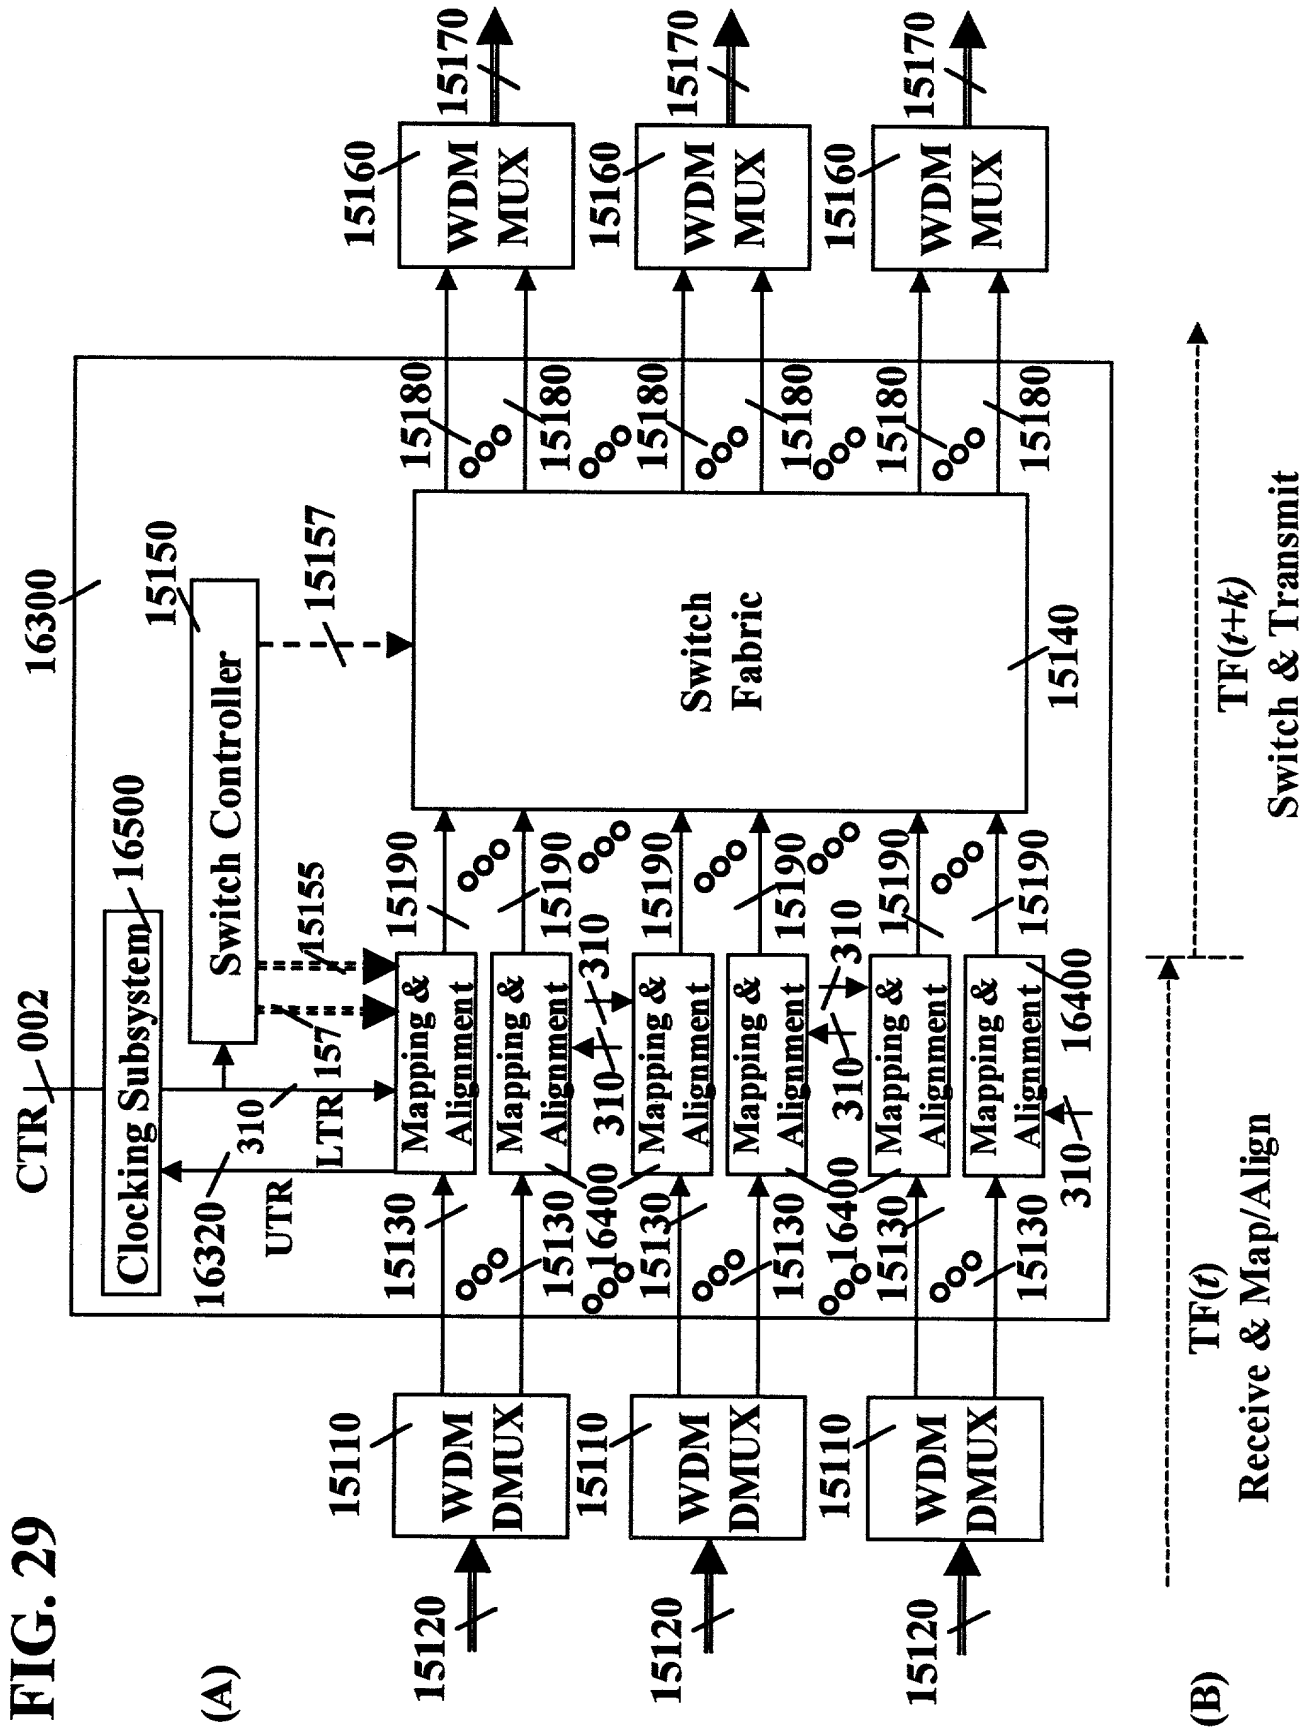 FIG. 29
(A)
CTR
002
16300
Clocking Subsystem
16500
15150
Switch Controller
16320
UTR
310
LTR
157
15155
15157
15120
15110
WDM
DMUX
15130
Mapping &
Alignment
15190
15180
15160
WDM
MUX
15170
15130
Mapping &
Alignment
15190
15180
16400
310
310
15120
15110
WDM
DMUX
15130
Mapping &
Alignment
15190
Switch
Fabric
15180
15160
WDM
MUX
15170
15130
Mapping &
Alignment
15190
15180
16400
310
310
15120
15110
WDM
DMUX
15130
Mapping &
Alignment
15190
15180
15160
WDM
MUX
15170
15130
Mapping &
Alignment
15190
15180
310
16400
15140
(B)
TF(t)
Receive & Map/Align
TF(t+k)
Switch & Transmit